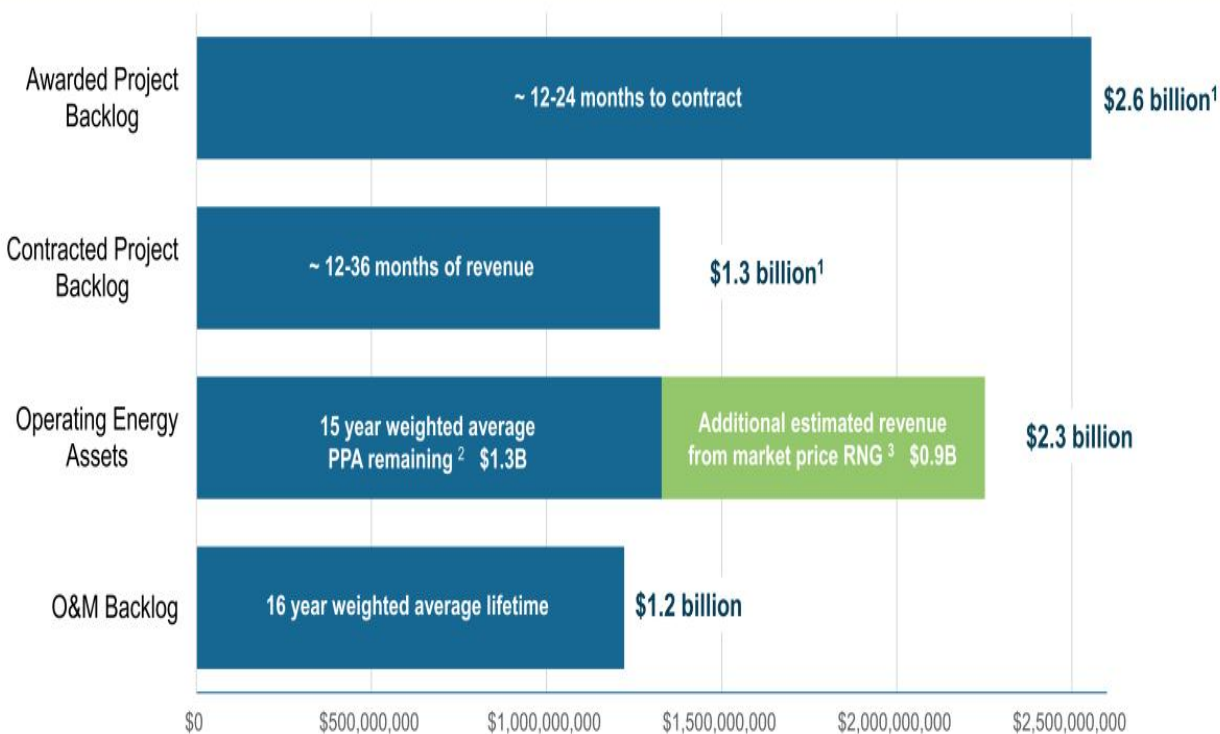 Awarded Project
Backlog
~ 12-24 months to contract
$2.6 billion¹
Contracted Project
Backlog
~ 12-36 months of revenue
$1.3 billion¹
Operating Energy
Assets
15 year weighted average
PPA remaining ² $1.3B
Additional estimated revenue
from market price RNG ³ $0.9B
$2.3 billion
O&M Backlog
16 year weighted average lifetime
$1.2 billion
$0
$500,000,000
$1,000,000,000
$1,500,000,000
$2,000,000,000
$2,500,000,000